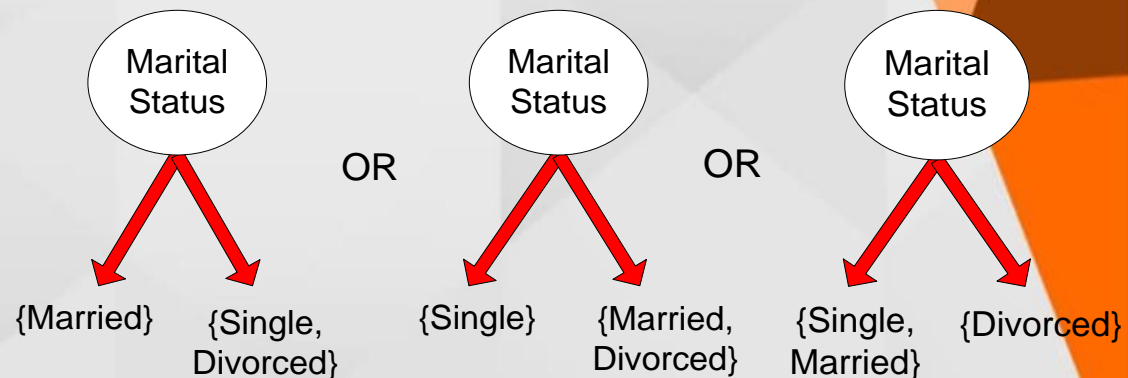 Marital
Status
Marital
Status
Marital
Status
OR
OR
{Married}
{Single,
Divorced}
{Single}
{Married,
Divorced}
{Single,
Married}
{Divorced}